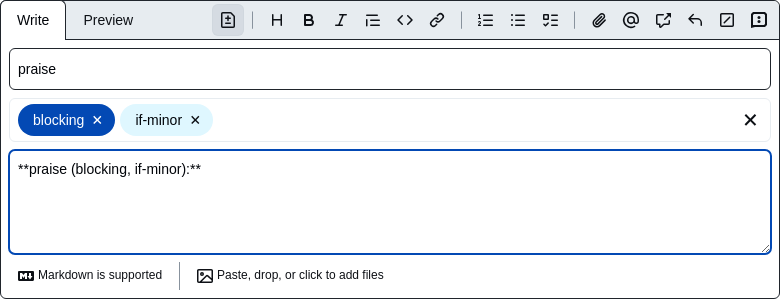 Write Preview
praise
blocking if-minor
**praise (blocking, if-minor):**
Markdown is supported Paste, drop, or click to add files